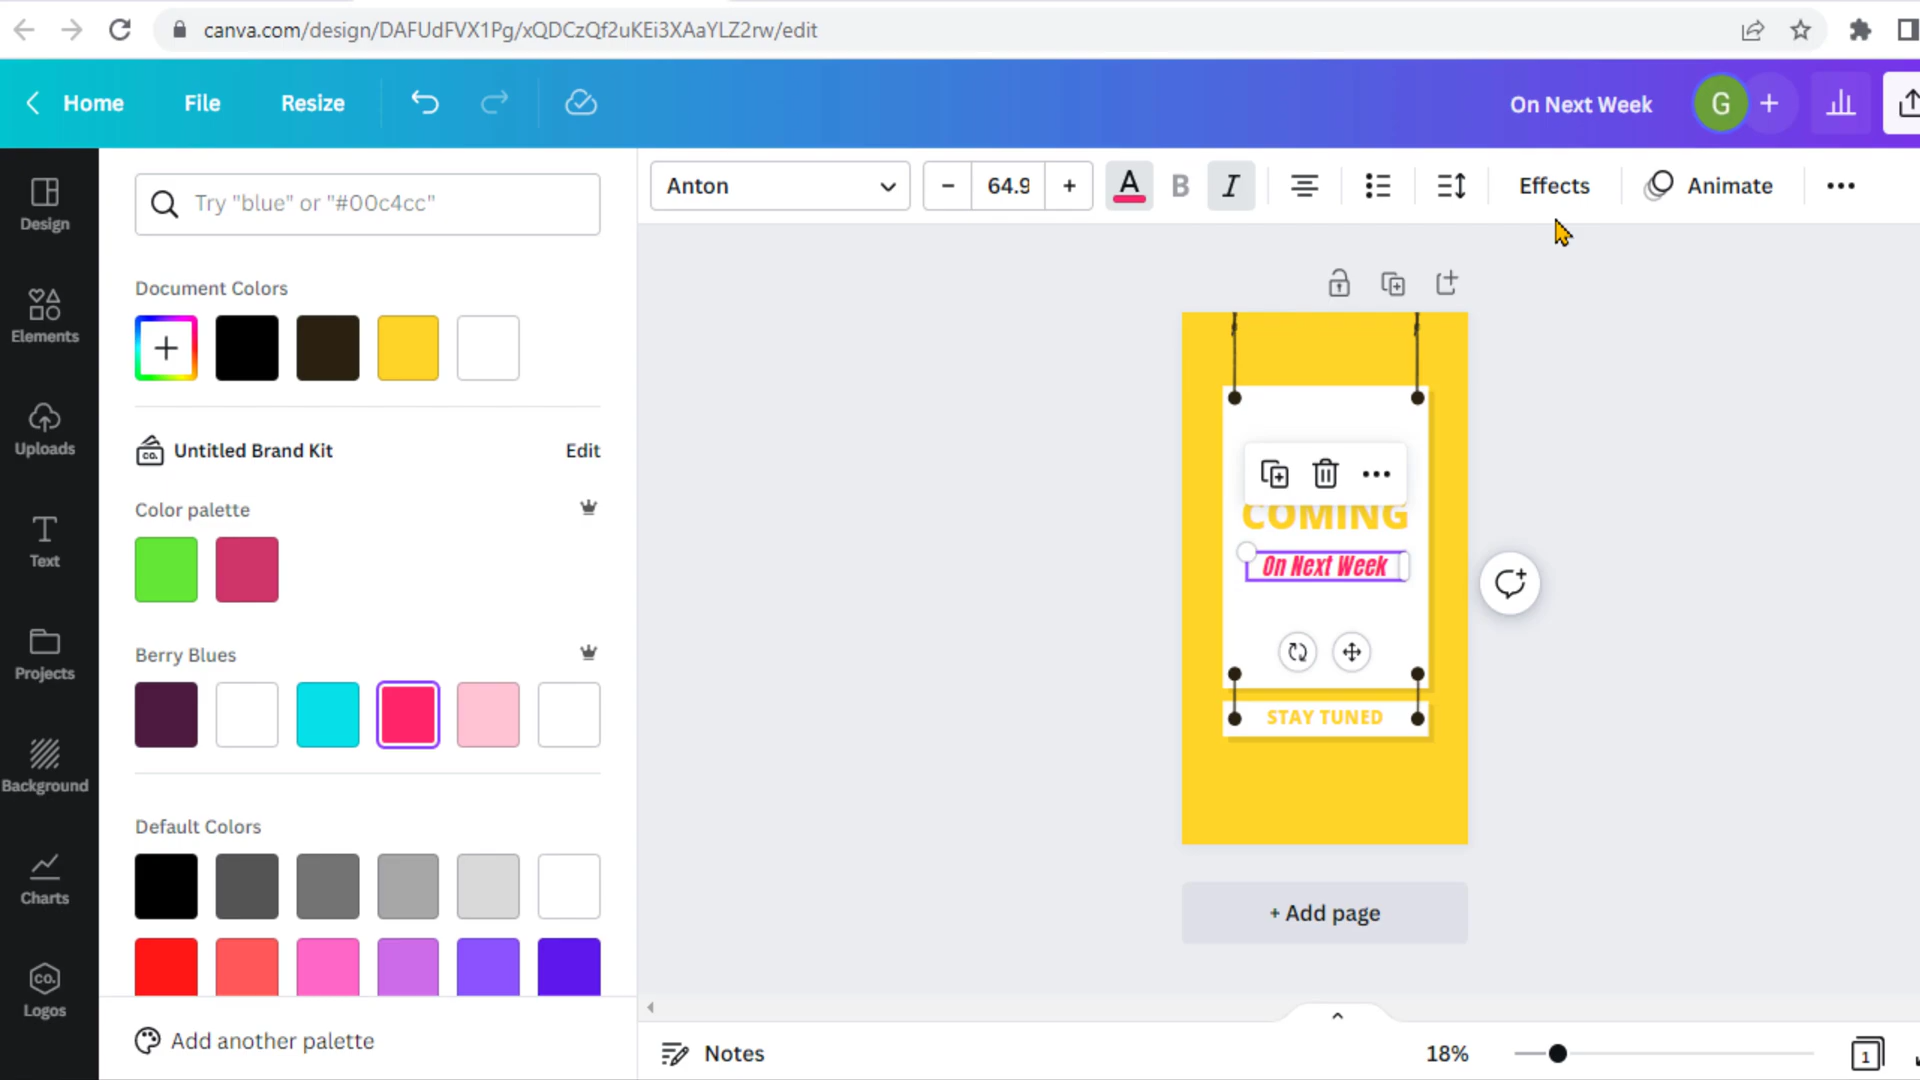 canva.com/design/DAFUdFVX1Pg/xQDCzQf2uKEi3XAaYLZ2rw/edit
Home File Resize On Next Week G
Anton 64.9 A B I Effects Animate
Design
Elements
Uploads
Text
Projects
Background
Charts
CO.
Logos
Try "blue" or "#00c4cc"
Document Colors
CO. Untitled Brand Kit Edit
Color palette
Berry Blues
Default Colors
Add another palette
COMING
On Next Week
STAY TUNED
+ Add page
Notes 18% 1